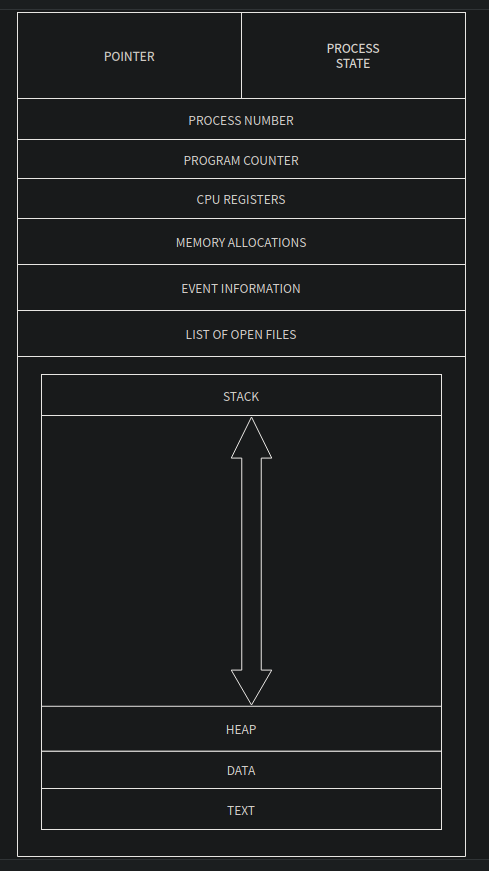 POINTER
PROCESS
STATE
PROCESS NUMBER
PROGRAM COUNTER
CPU REGISTERS
MEMORY ALLOCATIONS
EVENT INFORMATION
LIST OF OPEN FILES
STACK
HEAP
DATA
TEXT